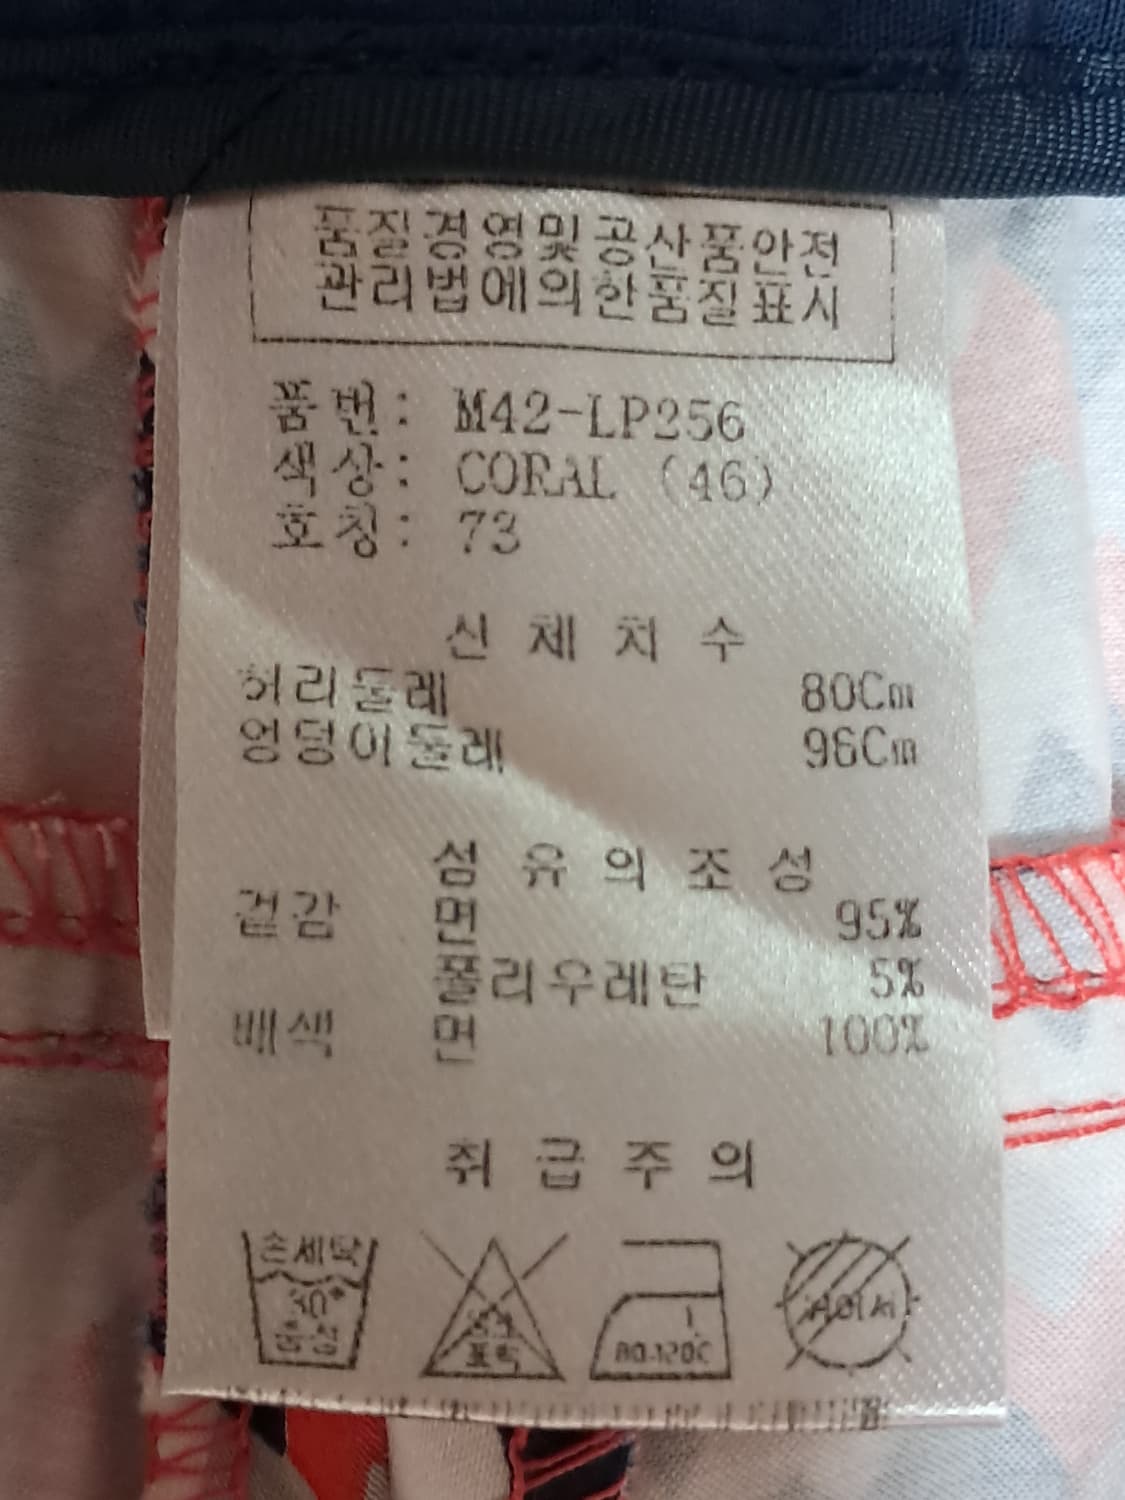 품질경영및공산품안전
관리법에의한품질표시
품번: M42-LP256
색상: CORAL (46)
호칭: 73
신체치수
허리둘레 80Cm
엉덩이둘레 96Cm
섬유의조성
겉감 면 95%
폴리우레탄 5%
배색 면 100%
취급주의
손세탁
30°
중성
표백
80-120C